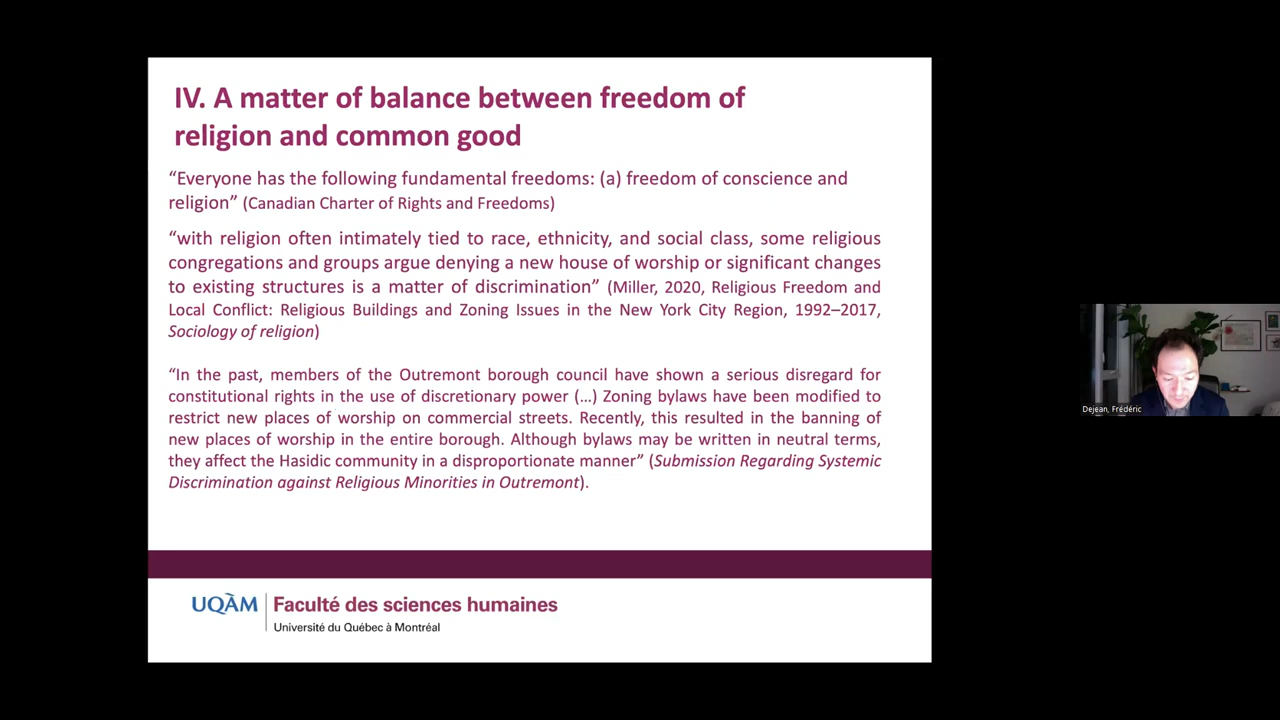 IV. A matter of balance between freedom of
religion and common good
“Everyone has the following fundamental freedoms: (a) freedom of conscience and
religion” (Canadian Charter of Rights and Freedoms)
“with religion often intimately tied to race, ethnicity, and social class, some religious
congregations and groups argue denying a new house of worship or significant changes
to existing structures is a matter of discrimination” (Miller, 2020, Religious Freedom and
Local Conflict: Religious Buildings and Zoning Issues in the New York City Region, 1992–2017,
Sociology of religion)
“In the past, members of the Outremont borough council have shown a serious disregard for
constitutional rights in the use of discretionary power (…) Zoning bylaws have been modified to
restrict new places of worship on commercial streets. Recently, this resulted in the banning of
new places of worship in the entire borough. Although bylaws may be written in neutral terms,
they affect the Hasidic community in a disproportionate manner” (Submission Regarding Systemic
Discrimination against Religious Minorities in Outremont).
UQÀM Faculté des sciences humaines
Université du Québec à Montréal
Dejean, Frédéric